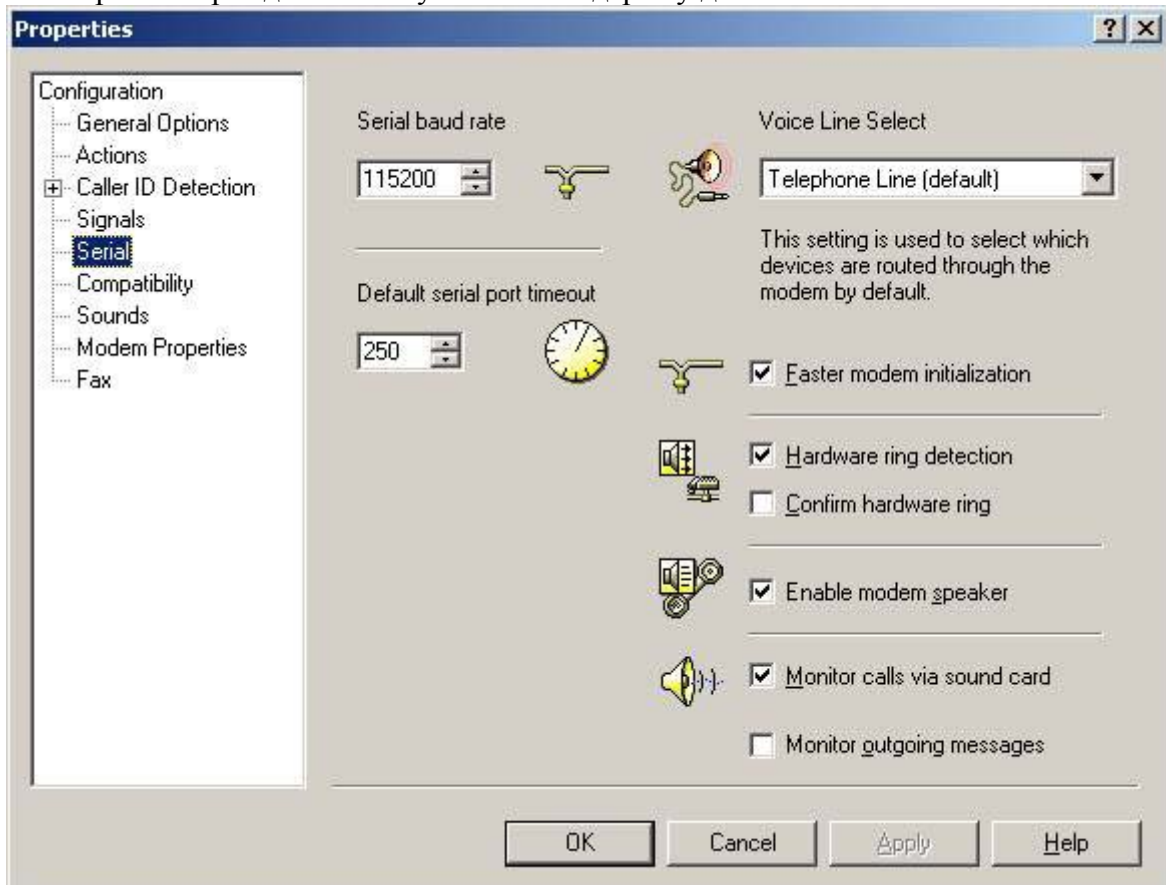 Properties
Configuration
General Options
Actions
Caller ID Detection
Signals
Serial
Compatibility
Sounds
Modem Properties
Fax
Serial baud rate
115200
Default serial port timeout
250
Voice Line Select
Telephone Line (default)
This setting is used to select which
devices are routed through the
modem by default.
Faster modem initialization
Hardware ring detection
Confirm hardware ring
Enable modem speaker
Monitor calls via sound card
Monitor outgoing messages
OK
Cancel
Apply
Help